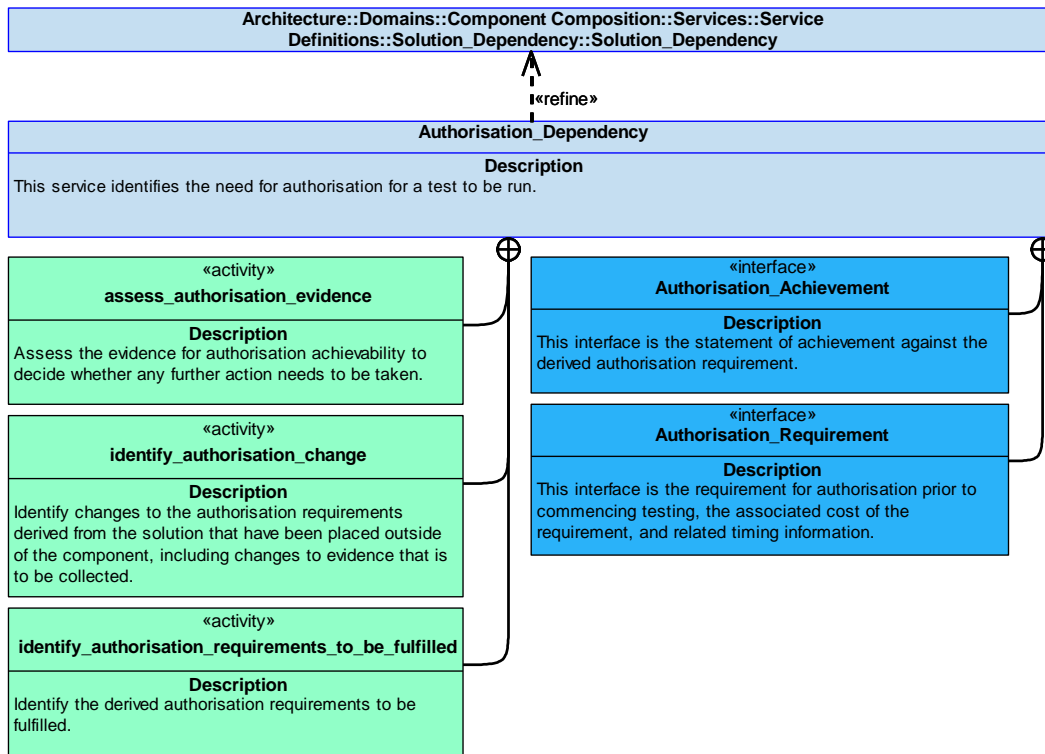 Architecture::Domains::Component Composition::Services::Service
Definitions::Solution_Dependency::Solution_Dependency
«refine»
Authorisation_Dependency
Description
This service identifies the need for authorisation for a test to be run.
«activity»
assess_authorisation_evidence
Description
Assess the evidence for authorisation achievability to
decide whether any further action needs to be taken.
«activity»
identify_authorisation_change
Description
Identify changes to the authorisation requirements
derived from the solution that have been placed outside
of the component, including changes to evidence that is
to be collected.
«activity»
identify_authorisation_requirements_to_be_fulfilled
Description
Identify the derived authorisation requirements to be
fulfilled.
«interface»
Authorisation_Achievement
Description
This interface is the statement of achievement against the
derived authorisation requirement.
«interface»
Authorisation_Requirement
Description
This interface is the requirement for authorisation prior to
commencing testing, the associated cost of the
requirement, and related timing information.